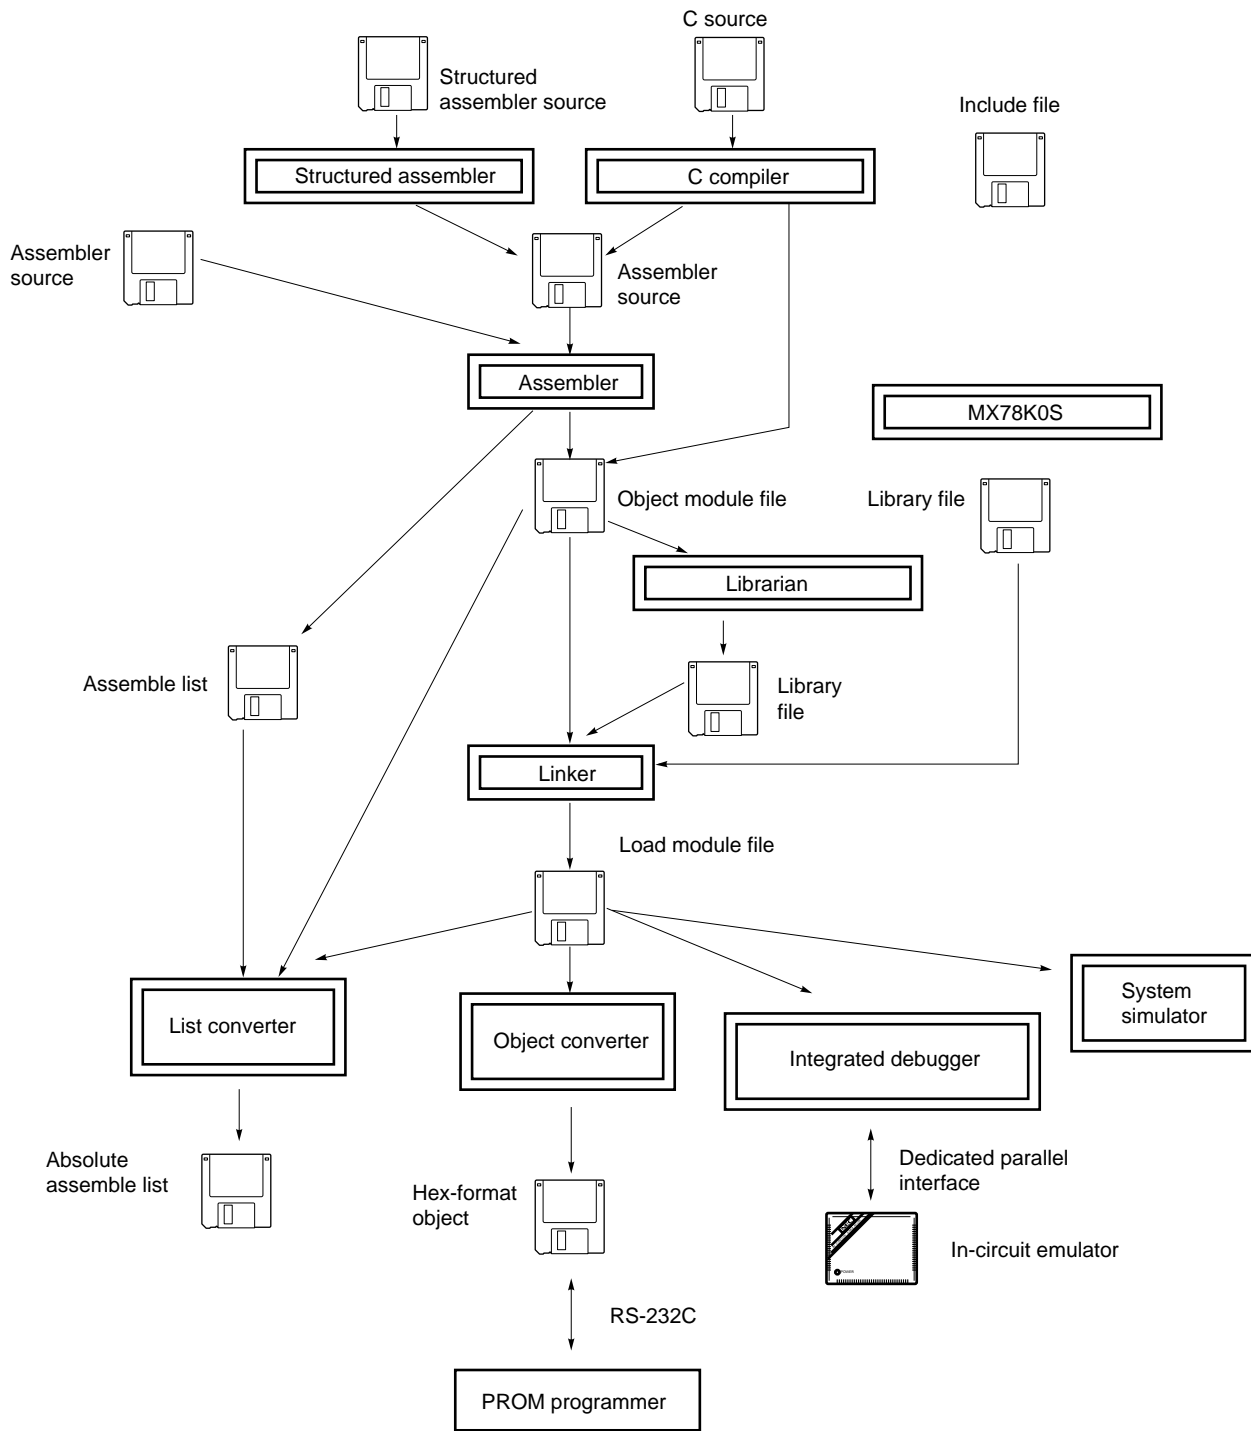 C source
Structured
assembler source
Include file
Structured assembler
C compiler
Assembler
source
Assembler
source
Assembler
MX78K0S
Object module file
Library file
Librarian
Assemble list
Library
file
Linker
Load module file
System
simulator
List converter
Object converter
Integrated debugger
Absolute
assemble list
Dedicated parallel
interface
Hex-format
object
In-circuit emulator
POWER
RS-232C
PROM programmer